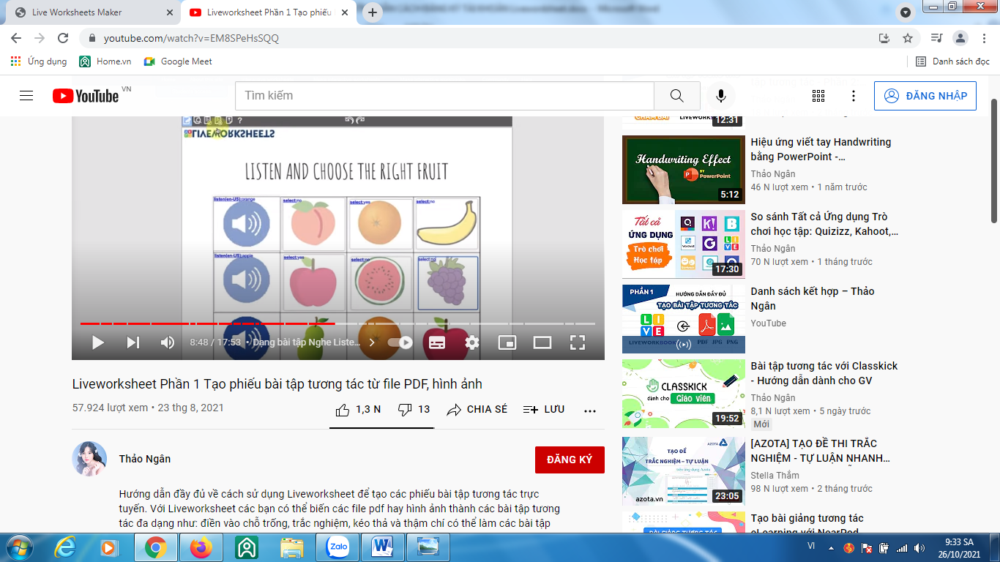 Live Worksheets Maker
Liveworksheet Phần 1 Tạo phiếu
youtube.com/watch?v=EM8SPeHsSQQ
Ứng dụng
Home.vn
Google Meet
Danh sách đọc
YouTube VN
Tìm kiếm
ĐĂNG NHẬP
LIVEWORKSHEETS
LISTEN AND CHOOSE THE RIGHT FRUIT
listen(en-US):orange
select:no
select:yes
select:no
listen(en-US):apple
select:yes
select:no
select:no
8:48 / 17:53 • Dạng bài tập Nghe Liste...
Liveworksheet Phần 1 Tạo phiếu bài tập tương tác từ file PDF, hình ảnh
57.924 lượt xem • 23 thg 8, 2021
1,3 N
13
CHIA SẺ
LƯU
Thảo Ngân
ĐĂNG KÝ
Hướng dẫn đầy đủ về cách sử dụng Liveworksheet để tạo các phiếu bài tập tương tác trực
tuyến. Với Liveworksheet các bạn có thể biến các file pdf hay hình ảnh thành các bài tập tương
tác đa dạng như: điền vào chỗ trống, trắc nghiệm, kéo thả và thậm chí có thể làm các bài tập
12:31
Handwriting Effect
BY
PowerPoint
5:12
Hiệu ứng viết tay Handwriting
bằng PowerPoint -...
Thảo Ngân
46 N lượt xem • 1 năm trước
Tất cả
ỨNG DỤNG
Trò chơi
Học tập
17:30
So sánh Tất cả Ứng dụng Trò
chơi học tập: Quizizz, Kahoot,...
Thảo Ngân
70 N lượt xem • 1 tháng trước
PHẦN 1
HƯỚNG DẪN ĐẦY ĐỦ
TẠO BÀI TẬP TƯƠNG TÁC
LIVE
LIVEWORKBOOK
PDF JPG PNG
Danh sách kết hợp – Thảo
Ngân
YouTube
CLASSKICK
dành cho
Giáo viên
19:52
Bài tập tương tác với Classkick
- Hướng dẫn dành cho GV
Thảo Ngân
8,1 N lượt xem • 5 ngày trước
Mới
AZOTA
TẠO ĐỀ
TRẮC NGHIỆM - TỰ LUẬN
trên ứng dụng Azota
azota.vn
23:05
[AZOTA] TẠO ĐỀ THI TRẮC
NGHIỆM - TỰ LUẬN NHANH...
Stella Thắm
98 N lượt xem • 2 tháng trước
BÀI GIẢNG TƯƠNG TÁC
Tạo bài giảng tương tác
eLearning với NearPod
Zalo
VI
9:33 SA
26/10/2021